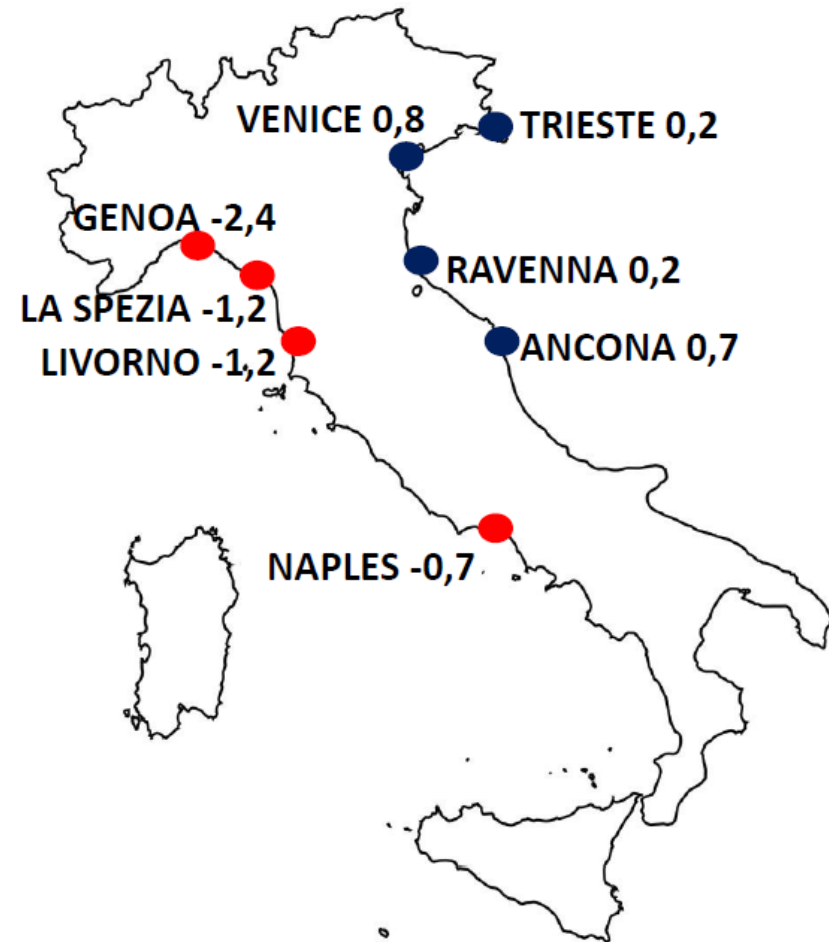 VENICE 0,8
TRIESTE 0,2
GENOA -2,4
RAVENNA 0,2
LA SPEZIA -1,2
LIVORNO -1,2
ANCONA 0,7
NAPLES -0,7